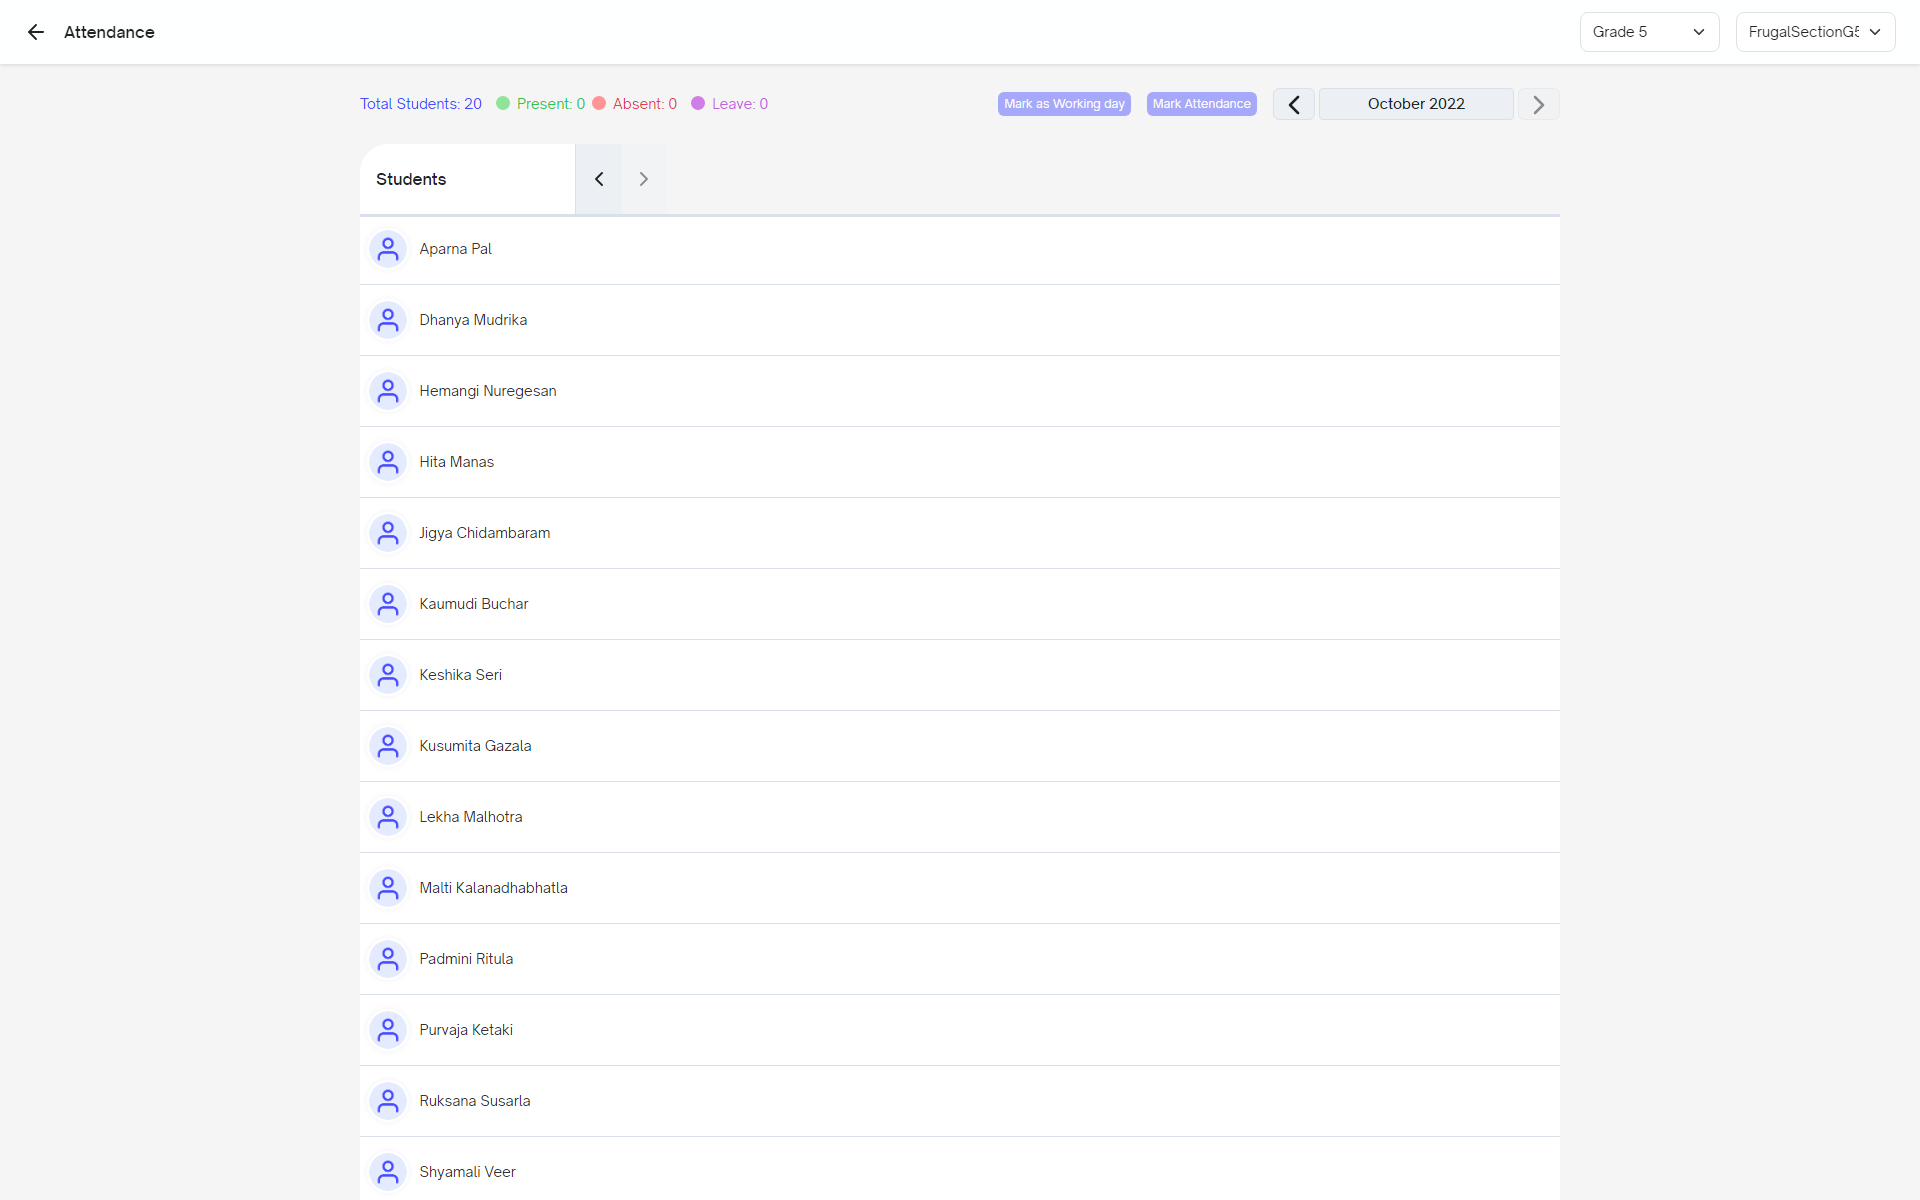 Attendance
Grade 5
FrugalSectionG5
Total Students: 20
Present: 0
Absent: 0
Leave: 0
Mark as Working day
Mark Attendance
October 2022
Students
Aparna Pal
Dhanya Mudrika
Hemangi Nuregesan
Hita Manas
Jigya Chidambaram
Kaumudi Buchar
Keshika Seri
Kusumita Gazala
Lekha Malhotra
Malti Kalanadhabhatla
Padmini Ritula
Purvaja Ketaki
Ruksana Susarla
Shyamali Veer